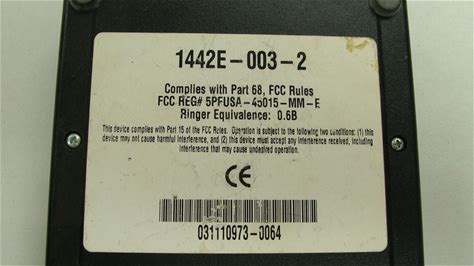 1442E-003-2
Complies with Part 68, FCC Rules
FCC REG# 5PFUSA-45015-MM-E
Ringer Equivalence: 0.6B
This device complies with Part 15 of the FCC Rules. Operation is subject to the following two conditions: (1) this
device may not cause harmful interference, and (2) this device must accept any interference received, including
interference that may cause undesired operation.
CE
031110973-0064